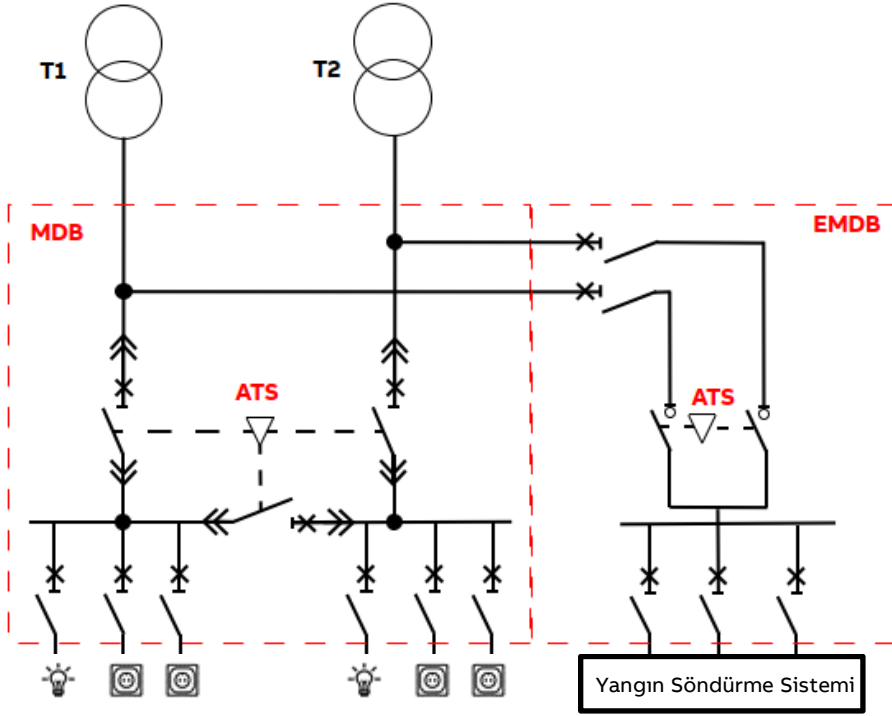 T1
T2
MDB
EMDB
ATS
ATS
Yangın Söndürme Sistemi